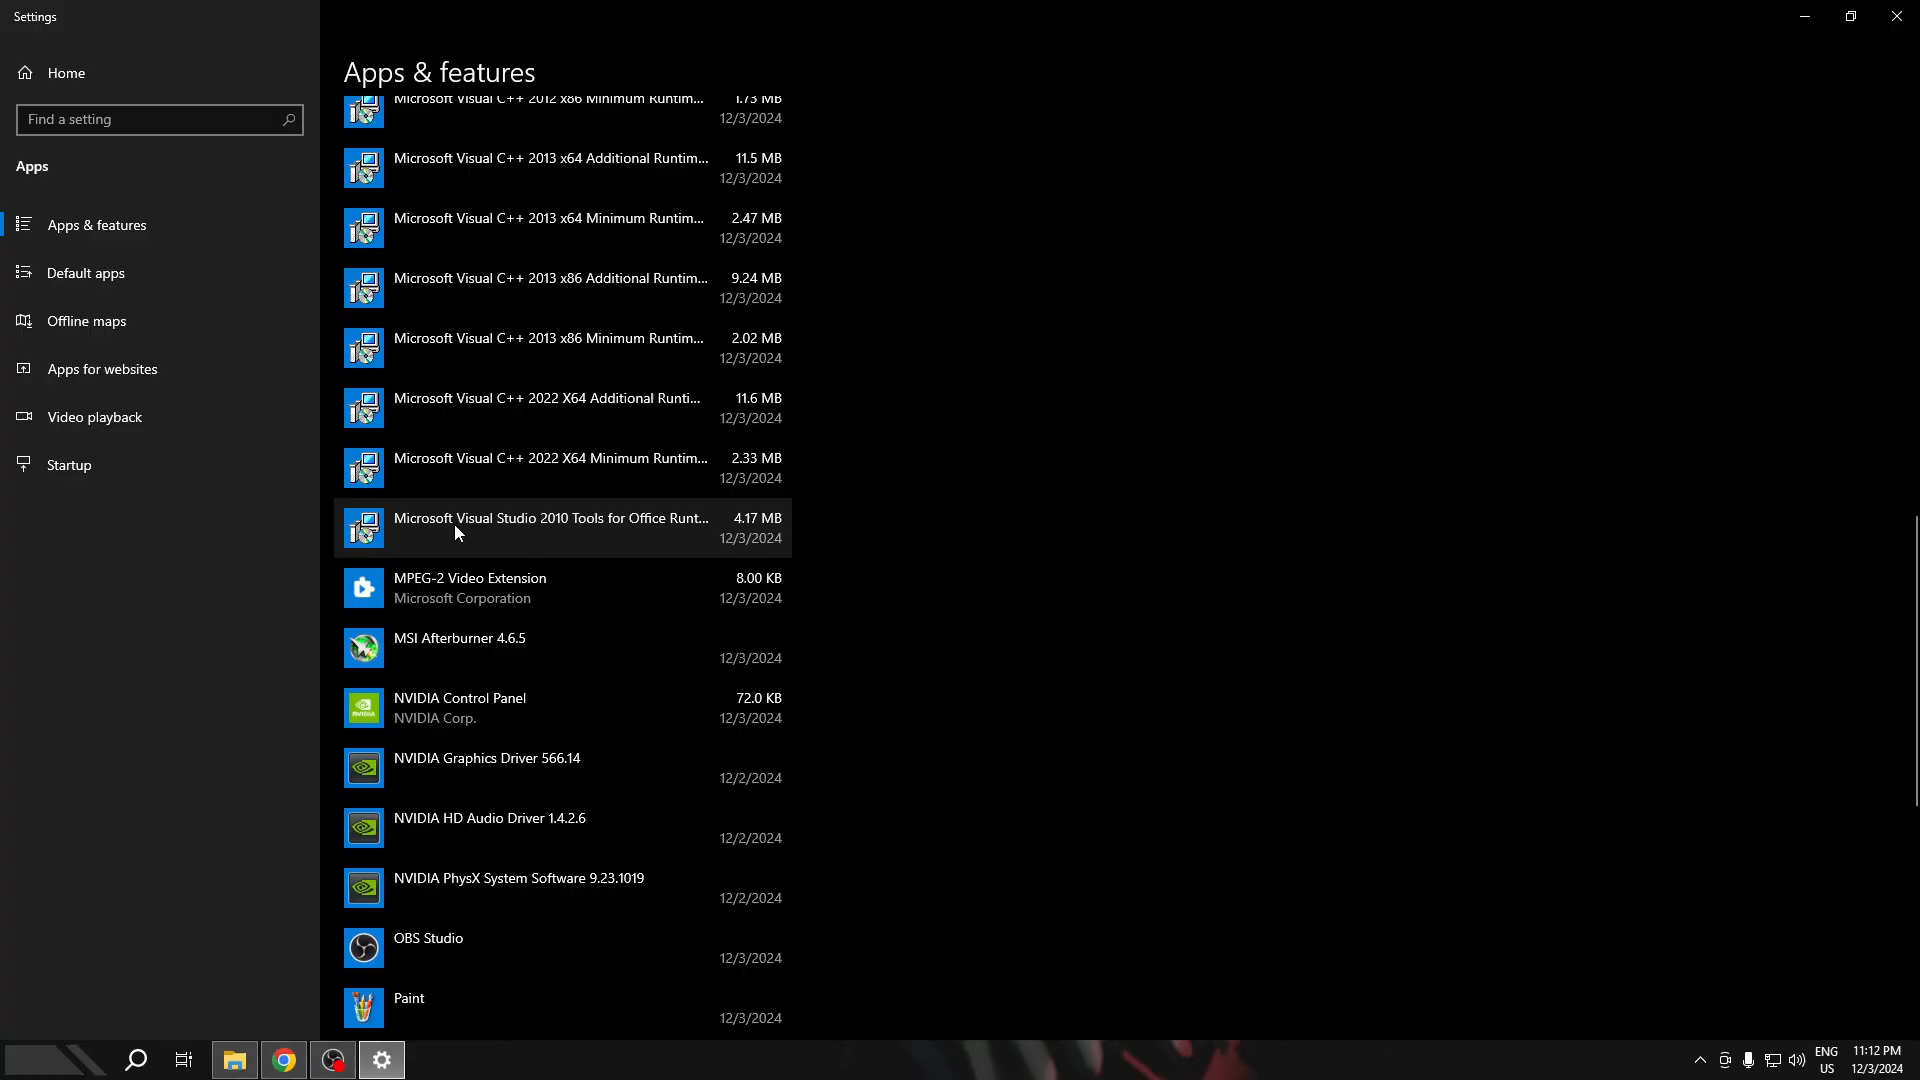 Settings
Home
Find a setting
Apps
Apps & features
Default apps
Offline maps
Apps for websites
Video playback
Startup
Apps & features
Microsoft Visual C++ 2012 x86 Minimum Runtim... 1.73 MB
12/3/2024
Microsoft Visual C++ 2013 x64 Additional Runtim... 11.5 MB
12/3/2024
Microsoft Visual C++ 2013 x64 Minimum Runtim... 2.47 MB
12/3/2024
Microsoft Visual C++ 2013 x86 Additional Runtim... 9.24 MB
12/3/2024
Microsoft Visual C++ 2013 x86 Minimum Runtim... 2.02 MB
12/3/2024
Microsoft Visual C++ 2022 X64 Additional Runti... 11.6 MB
12/3/2024
Microsoft Visual C++ 2022 X64 Minimum Runtim... 2.33 MB
12/3/2024
Microsoft Visual Studio 2010 Tools for Office Runt... 4.17 MB
12/3/2024
MPEG-2 Video Extension 8.00 KB
Microsoft Corporation 12/3/2024
MSI Afterburner 4.6.5
12/3/2024
NVIDIA Control Panel 72.0 KB
NVIDIA Corp. 12/3/2024
NVIDIA Graphics Driver 566.14
12/2/2024
NVIDIA HD Audio Driver 1.4.2.6
12/2/2024
NVIDIA PhysX System Software 9.23.1019
12/2/2024
OBS Studio
12/3/2024
Paint
12/3/2024
ENG 11:12 PM
US 12/3/2024